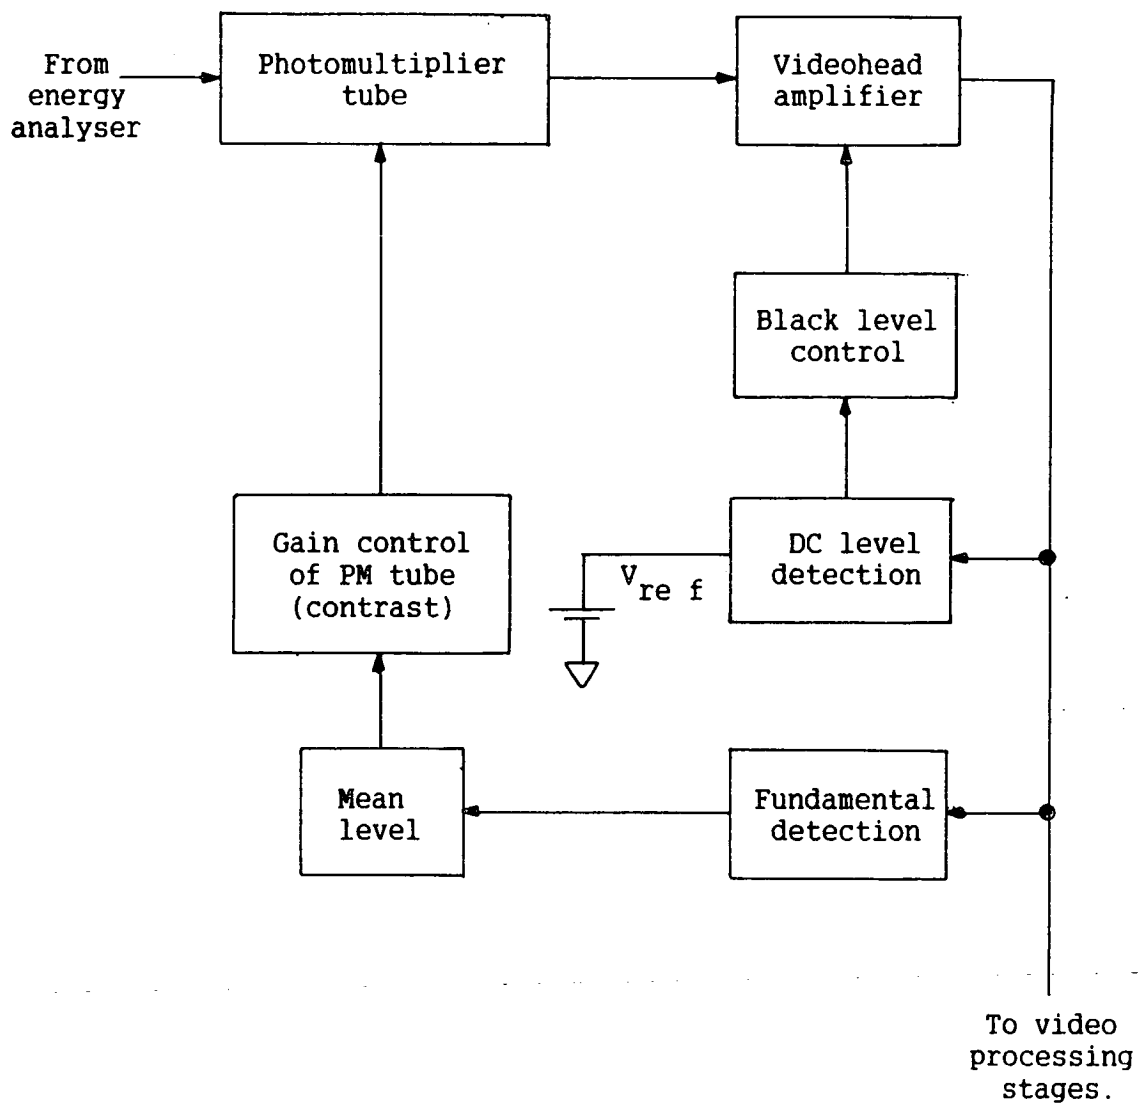 From
energy
analyser
Photomultiplier
tube
Videohead
amplifier
Black level
control
Gain control
of PM tube
(contrast)
DC level
detection
Vre f
Mean
level
Fundamental
detection
To video
processing
stages.